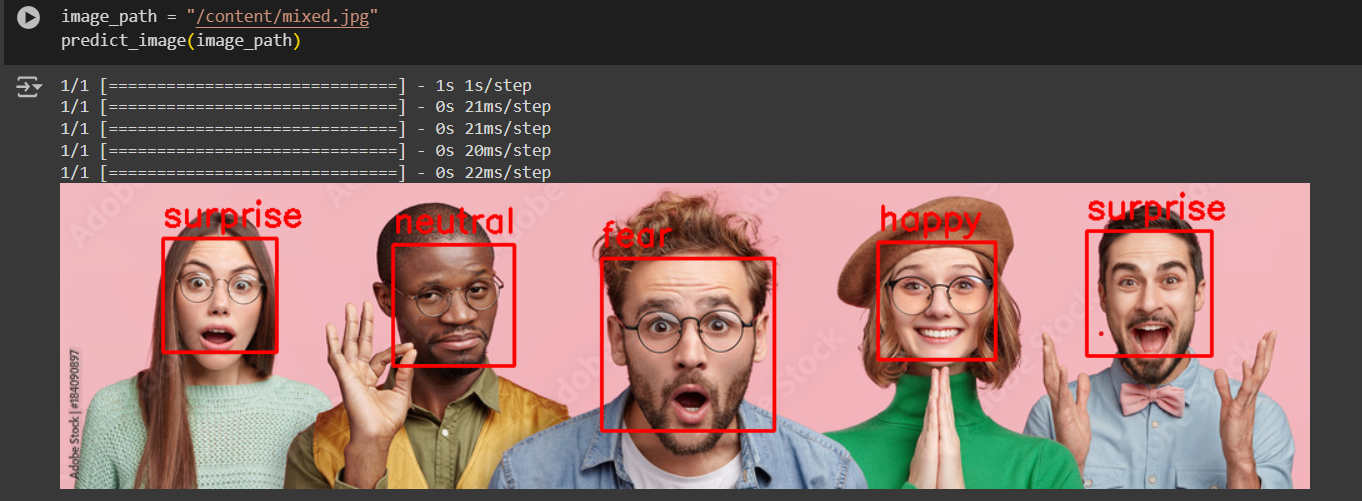 image_path = "/content/mixed.jpg"
predict_image(image_path)
1/1 [==============================] - 1s 1s/step
1/1 [==============================] - 0s 21ms/step
1/1 [==============================] - 0s 21ms/step
1/1 [==============================] - 0s 20ms/step
1/1 [==============================] - 0s 22ms/step
surprise neutral fear happy surprise
Adobe Stock | #184090897